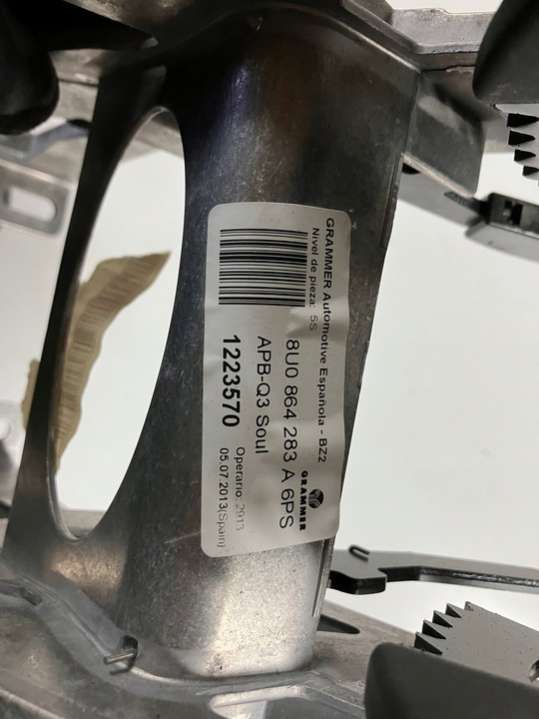 GRAMMER Automotive Española - BZ2
Nivel de pieza: 5S
GRAMMER
8U0 864 283 A 6PS
APB-Q3 Soul
1223570
Operario: 2913
05.07.2013(Spain)